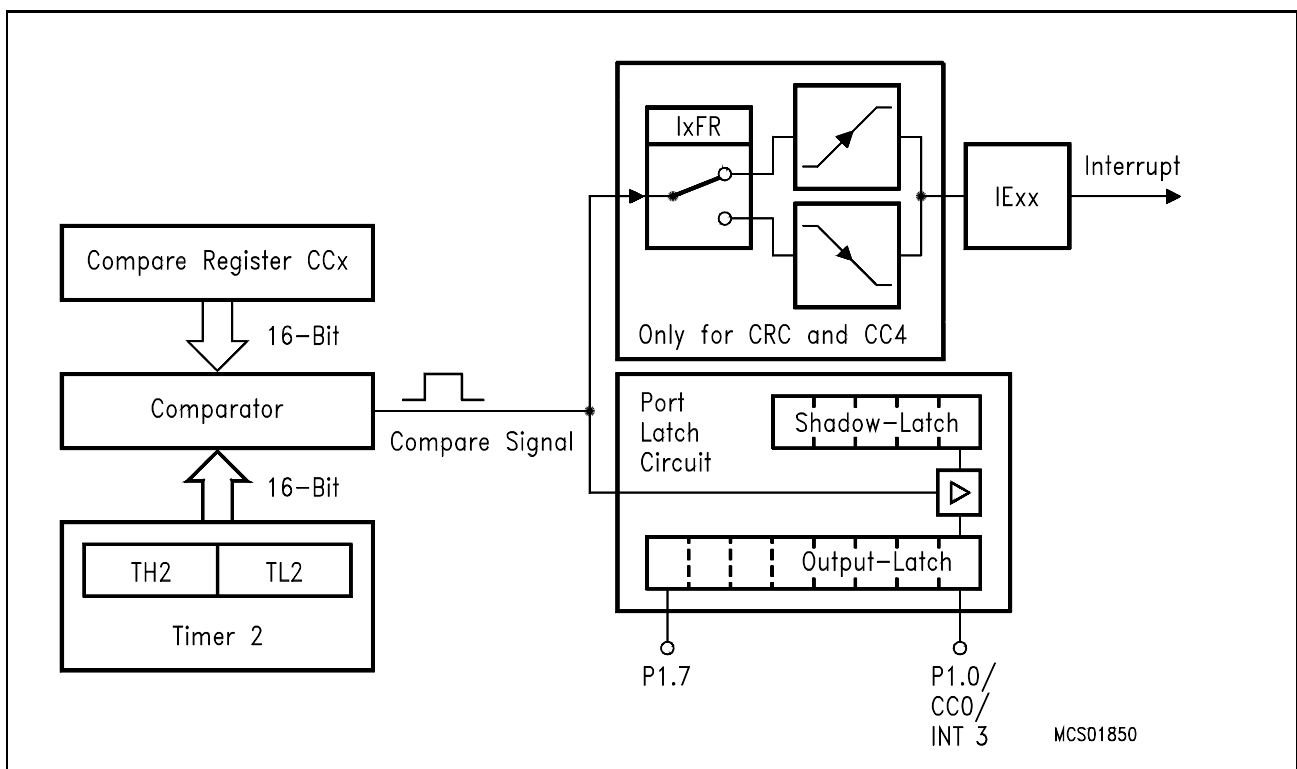 IxFR
Interrupt
IExx
Compare Register CCx
16-Bit
Only for CRC and CC4
Comparator
Compare Signal
Port
Latch
Circuit
Shadow-Latch
16-Bit
Output-Latch
TH2
TL2
Timer 2
P1.7
P1.0/
CC0/
INT 3
MCS01850